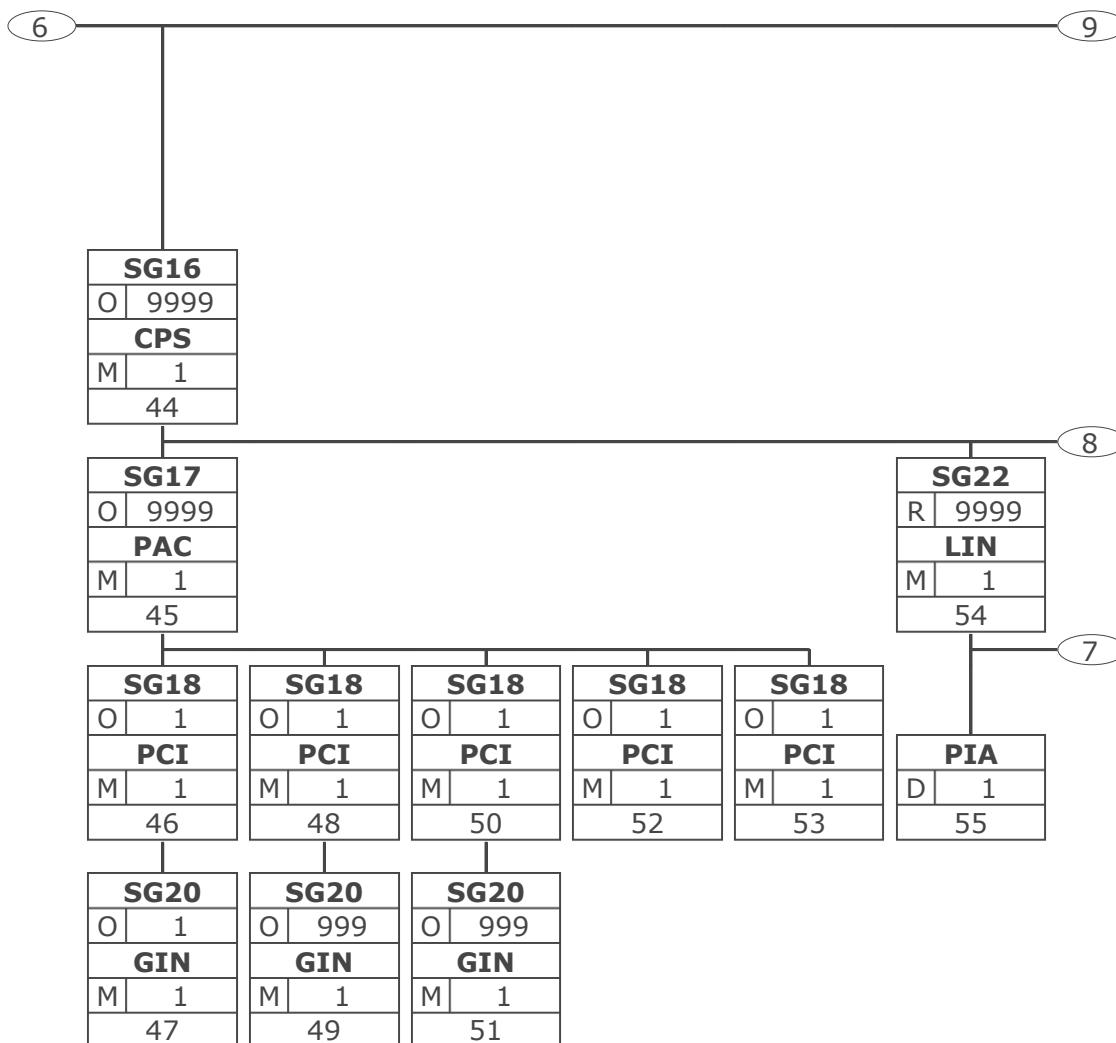 6 9
SG16
O 9999
CPS
M 1
44
8
SG17 SG22
O 9999 R 9999
PAC LIN
M 1 M 1
45 54
7
SG18 SG18 SG18 SG18 SG18
O 1 O 1 O 1 O 1 O 1
PCI PCI PCI PCI PCI PIA
M 1 M 1 M 1 M 1 M 1 D 1
46 48 50 52 53 55
SG20 SG20 SG20
O 1 O 999 O 999
GIN GIN GIN
M 1 M 1 M 1
47 49 51